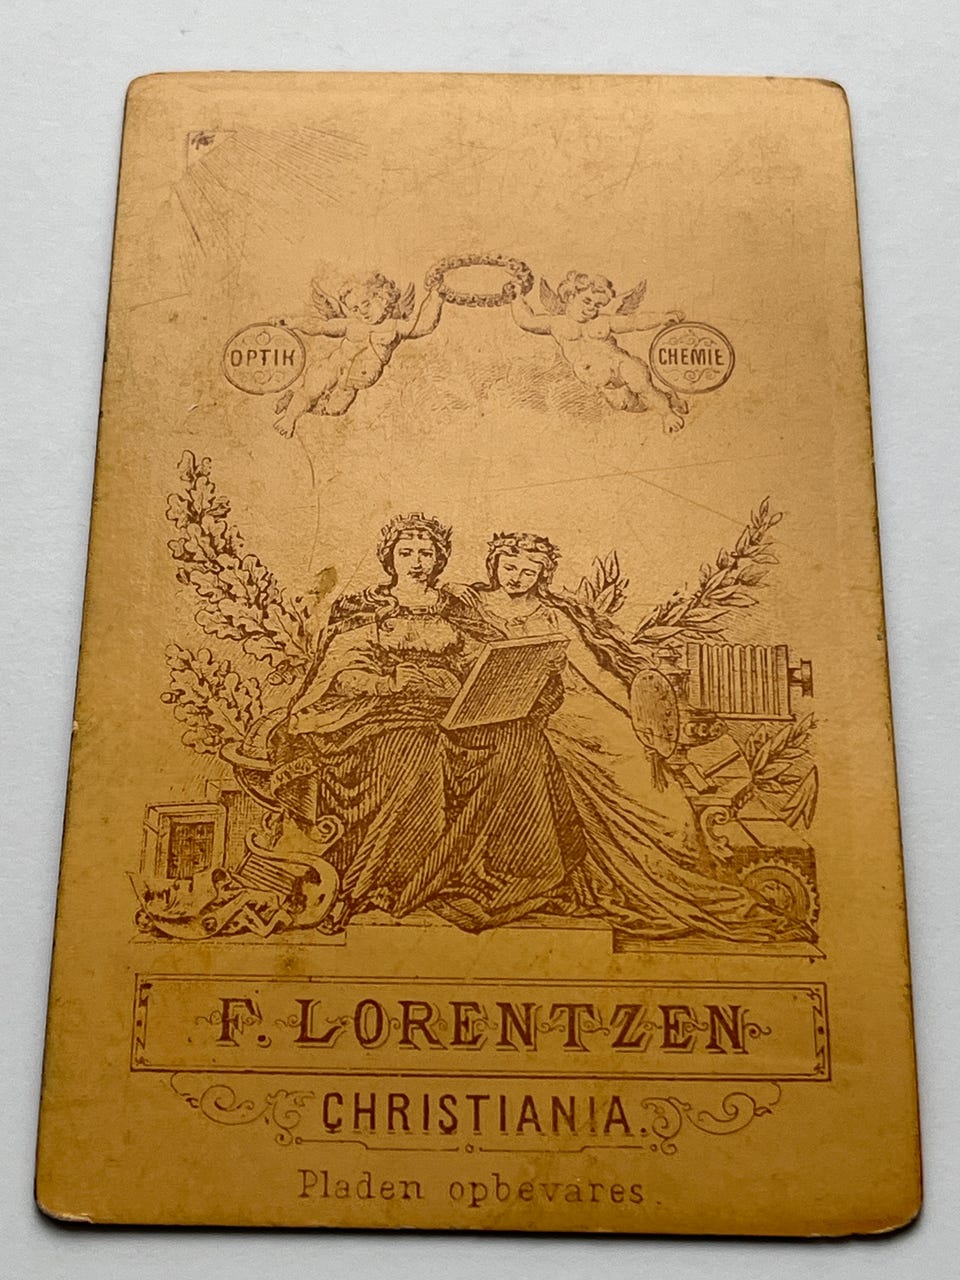 OPTIK
CHEMIE
F. LORENTZEN
CHRISTIANIA.
Pladen opbevares.